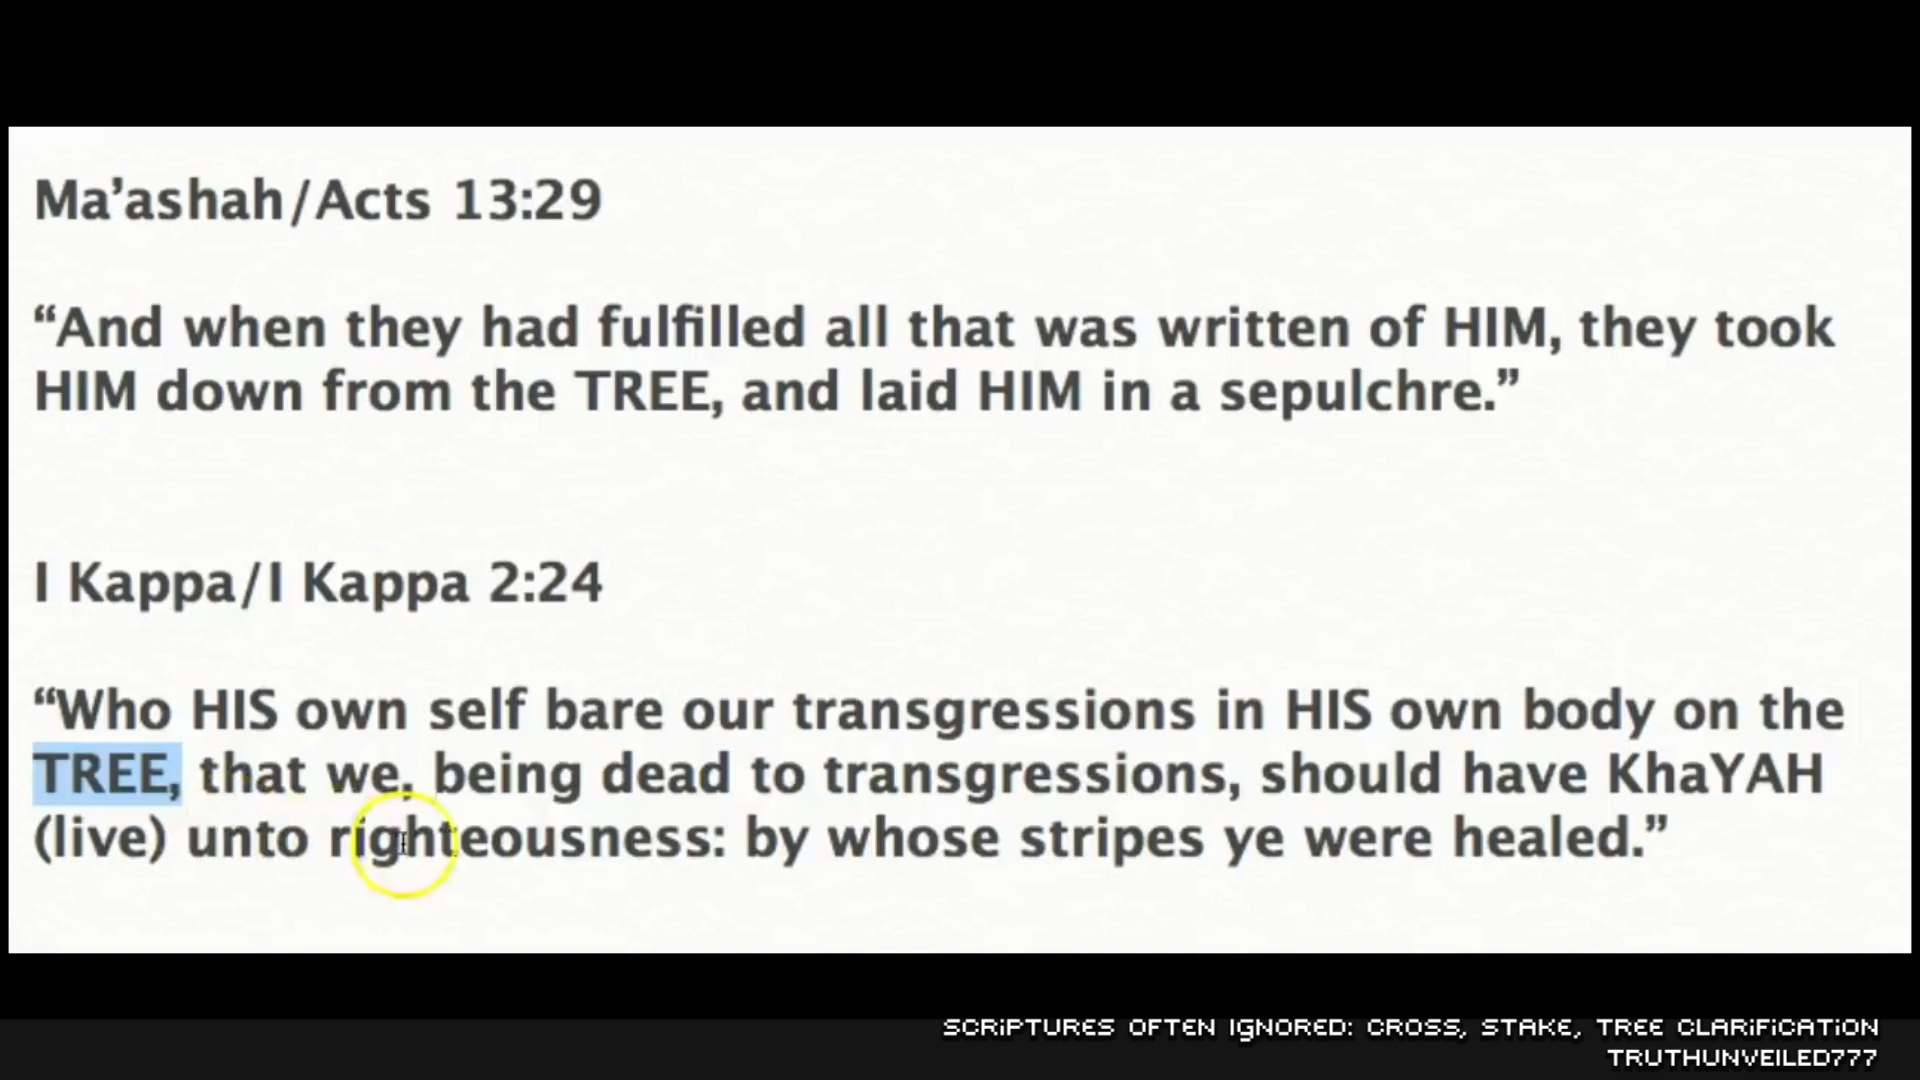 Ma’ashah/Acts 13:29
“And when they had fulfilled all that was written of HIM, they took
HIM down from the TREE, and laid HIM in a sepulchre.”
I Kappa/I Kappa 2:24
“Who HIS own self bare our transgressions in HIS own body on the
TREE, that we, being dead to transgressions, should have KhaYAH
(live) unto righteousness: by whose stripes ye were healed.”
SCRIPTURES OFTEN IGNORED: CROSS, STAKE, TREE CLARIFICATION
TRUTHUNVEILED777